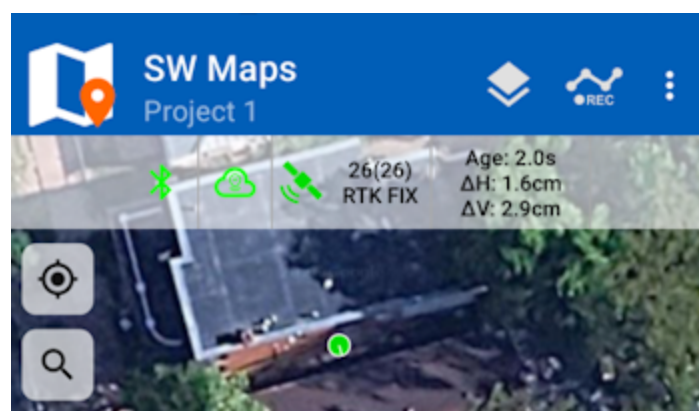 SW Maps
Project 1
REC
26(26)
RTK FIX
Age: 2.0s
ΔH: 1.6cm
ΔV: 2.9cm